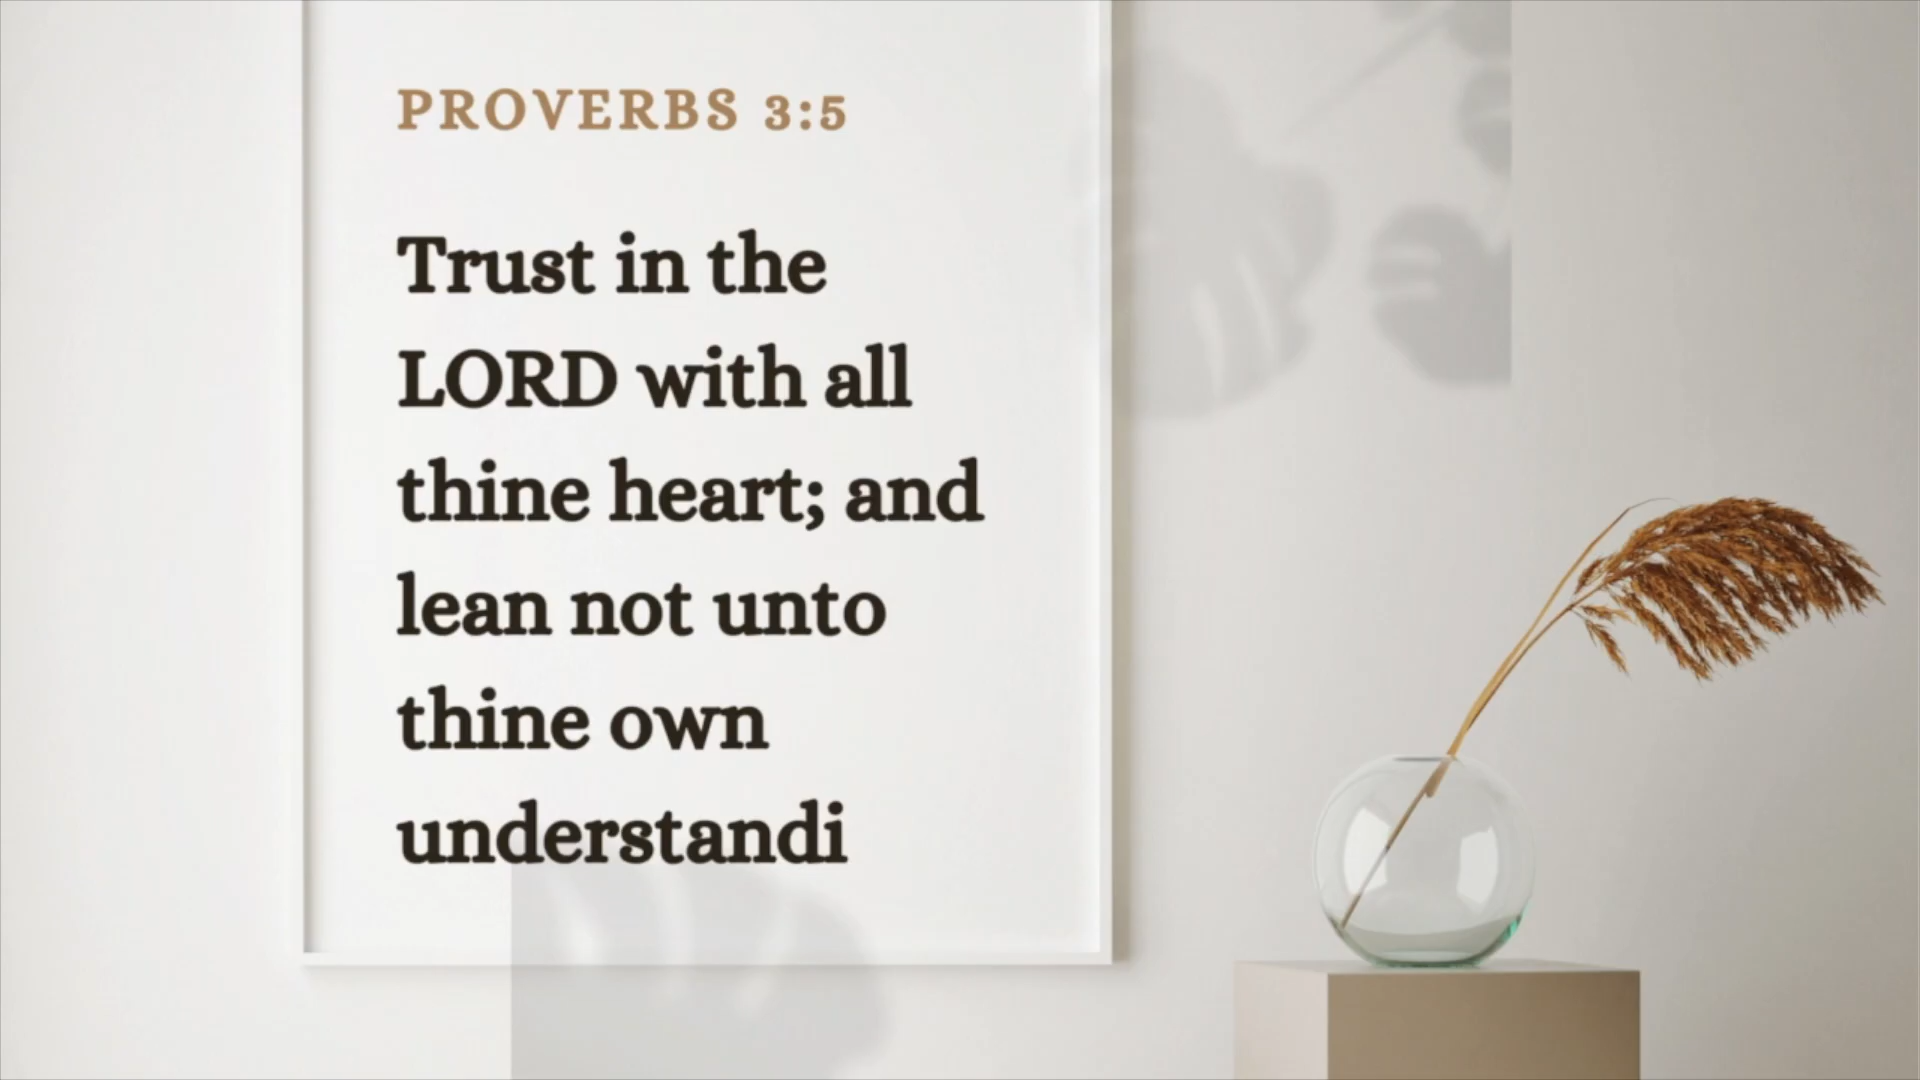 PROVERBS 3:5
Trust in the
LORD with all
thine heart; and
lean not unto
thine own
understandi